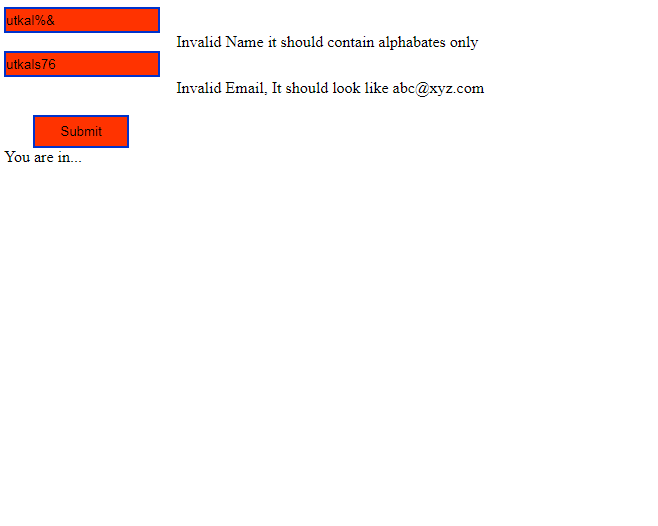 utkal%&
Invalid Name it should contain alphabates only
utkals76
Invalid Email, It should look like abc@xyz.com
Submit
You are in...